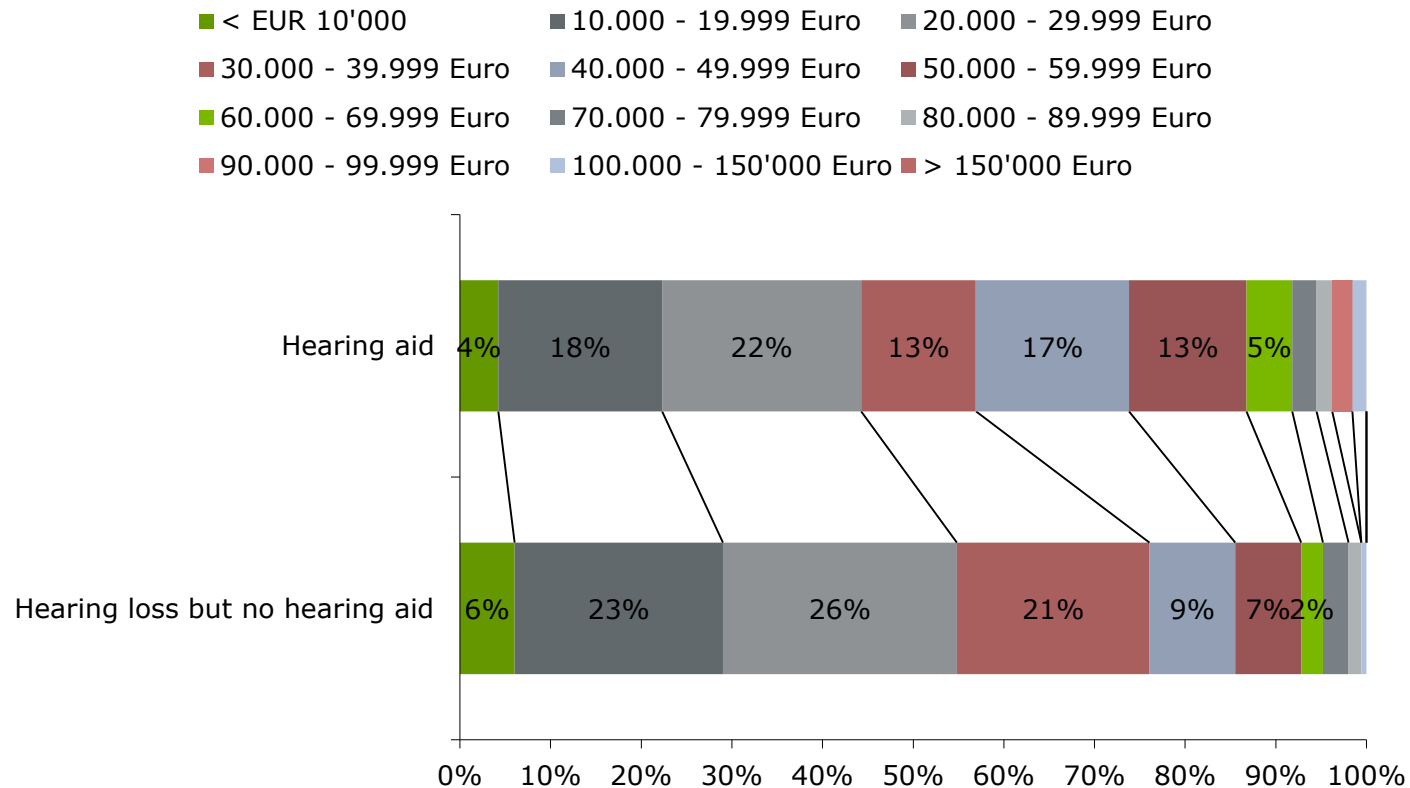 < EUR 10'000 10.000 - 19.999 Euro 20.000 - 29.999 Euro
30.000 - 39.999 Euro 40.000 - 49.999 Euro 50.000 - 59.999 Euro
60.000 - 69.999 Euro 70.000 - 79.999 Euro 80.000 - 89.999 Euro
90.000 - 99.999 Euro 100.000 - 150'000 Euro > 150'000 Euro
Hearing aid 4% 18% 22% 13% 17% 13% 5%
Hearing loss but no hearing aid 6% 23% 26% 21% 9% 7% 2%
0% 10% 20% 30% 40% 50% 60% 70% 80% 90% 100%